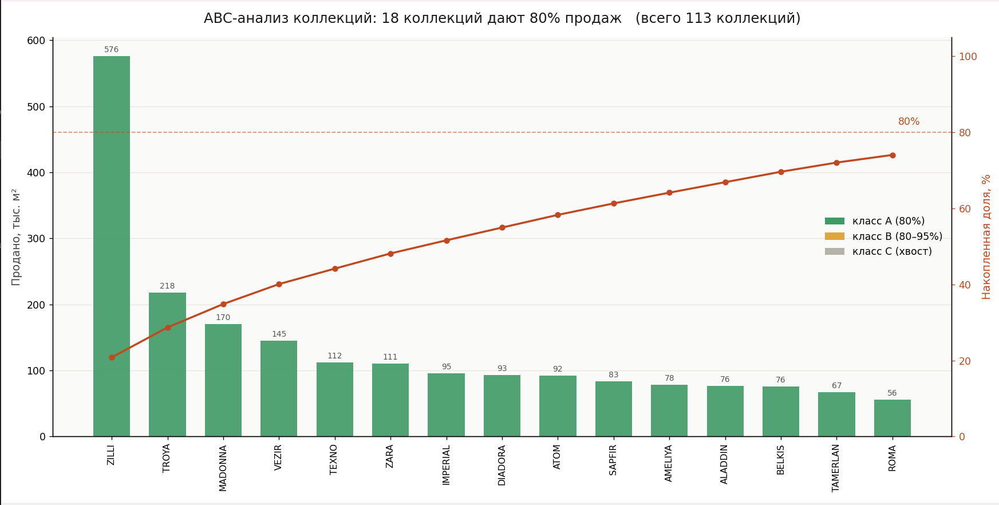 АВС-анализ коллекций: 18 коллекций дают 80% продаж (всего 113 коллекций)
Продано, тыс. м²
600
500
400
300
200
100
0
576
218
170
145
112
111
95
93
92
83
78
76
76
67
56
80%
класс A (80%)
класс B (80–95%)
класс C (хвост)
100
80
60
40
20
0
Накопленная доля, %
ZILLI
TROYA
MADONNA
VEZIR
TEXNO
ZARA
IMPERIAL
DIADORA
ATOM
SAPFIR
AMELIYA
ALADDIN
BELKIS
TAMERLAN
ROMA